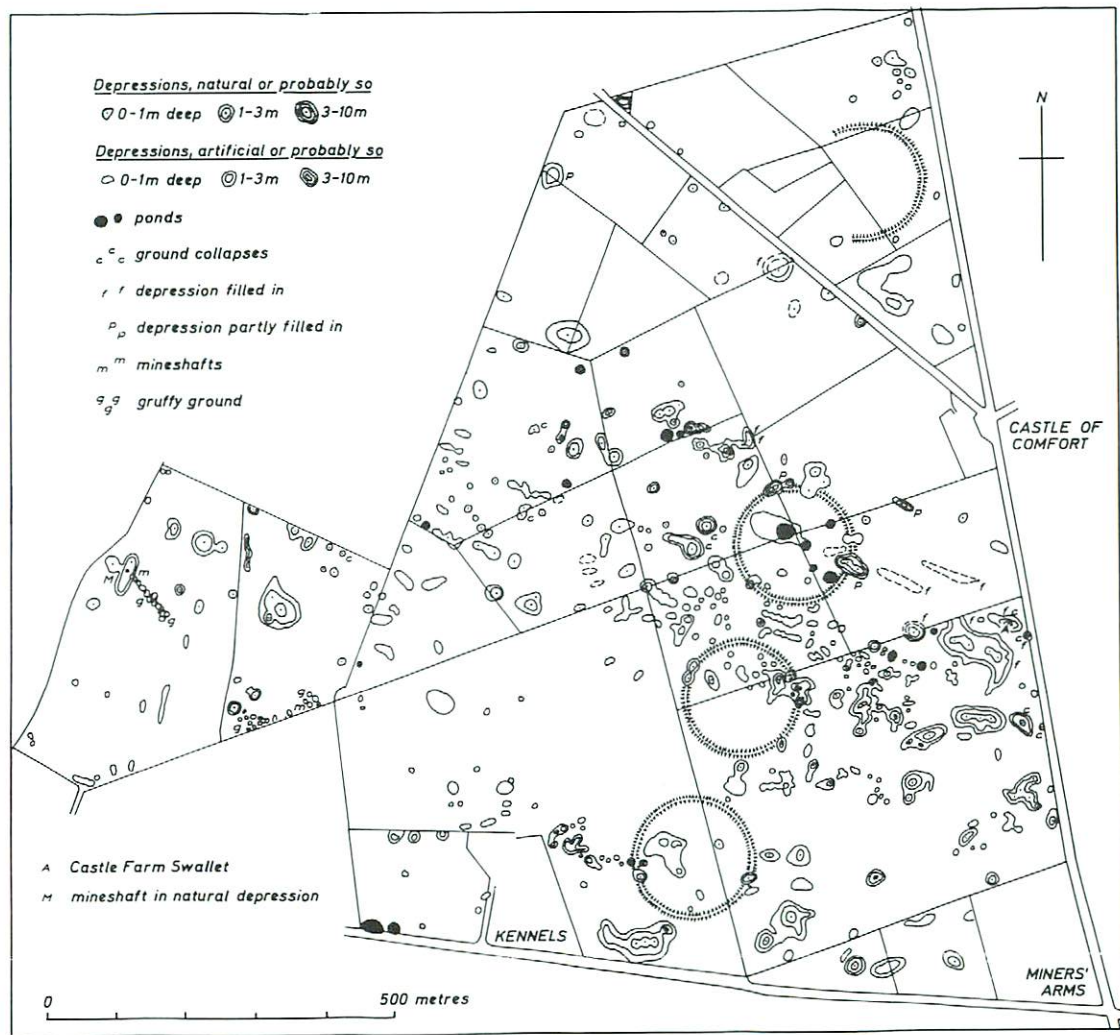 Depressions, natural or probably so
0-1m deep 1-3m 3-10m
Depressions, artificial or probably so
0-1m deep 1-3m 3-10m
ponds
c c c ground collapses
f f depression filled in
p p depression partly filled in
m m mineshafts
g g g gruffy ground
N
CASTLE OF
COMFORT
A Castle Farm Swallet
M mineshaft in natural depression
KENNELS
MINERS'
ARMS
0 500 metres